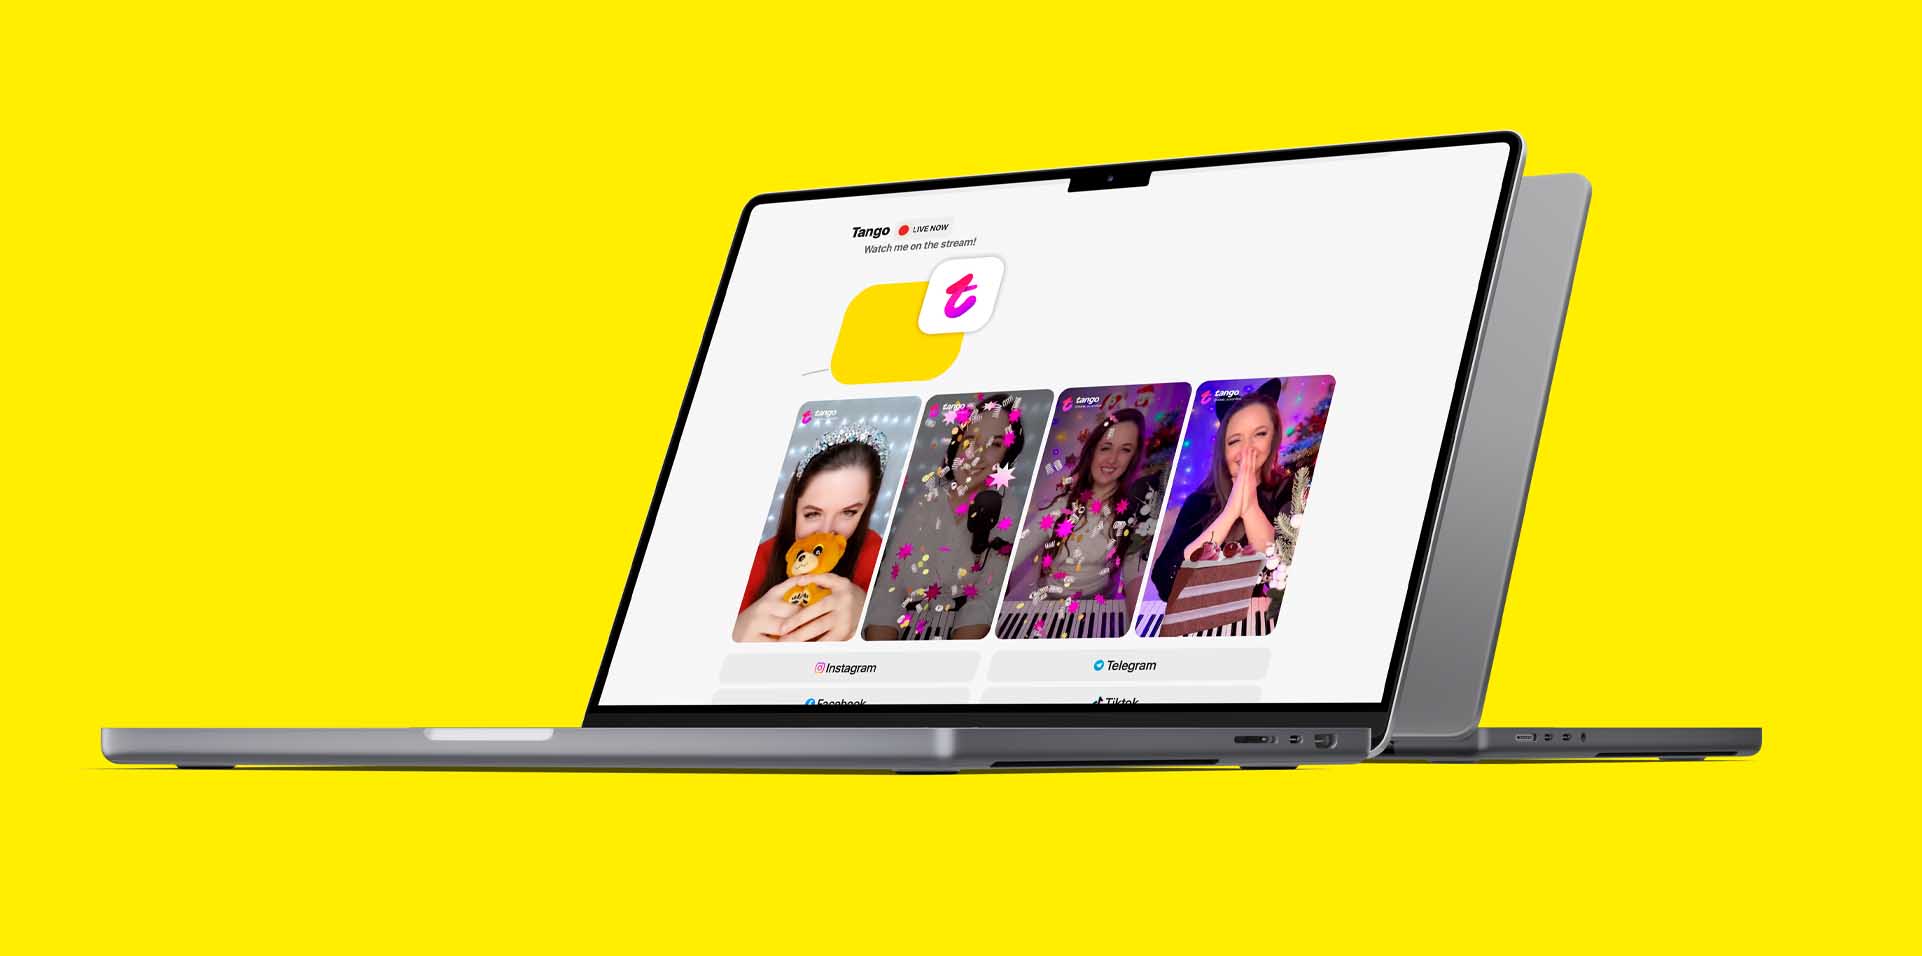 Tango LIVE NOW
Watch me on the stream!
t
t tango
t tango
t tango
t tango
Instagram
Telegram
Facebook
Tiktok